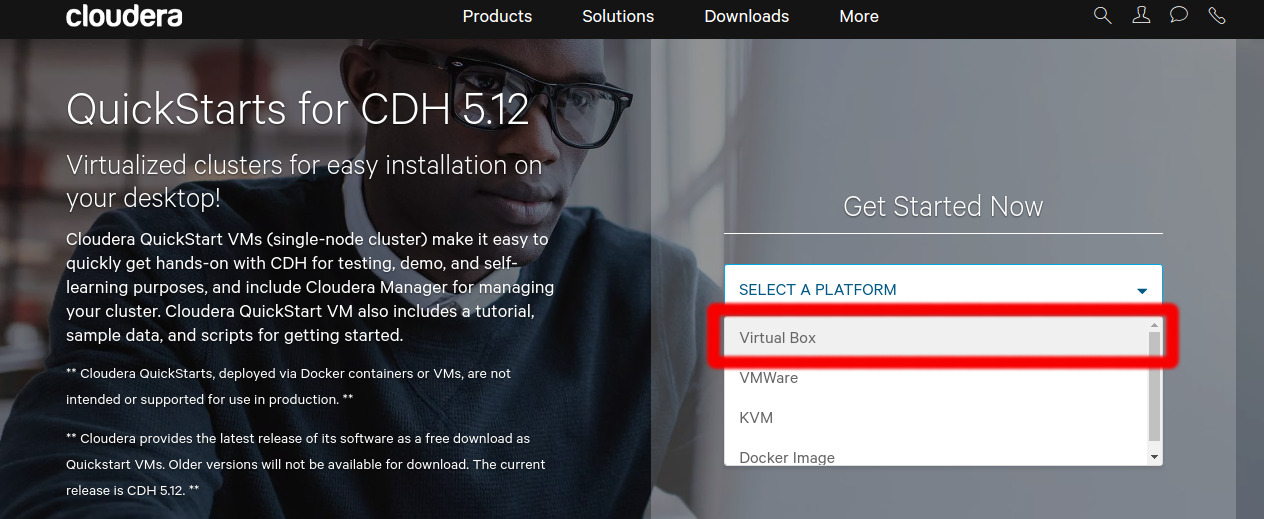 cloudera
Products Solutions Downloads More
QuickStarts for CDH 5.12
Virtualized clusters for easy installation on
your desktop!
Cloudera QuickStart VMs (single-node cluster) make it easy to
quickly get hands-on with CDH for testing, demo, and self-
learning purposes, and include Cloudera Manager for managing
your cluster. Cloudera QuickStart VM also includes a tutorial,
sample data, and scripts for getting started.
** Cloudera QuickStarts, deployed via Docker containers or VMs, are not
intended or supported for use in production. **
** Cloudera provides the latest release of its software as a free download as
Quickstart VMs. Older versions will not be available for download. The current
release is CDH 5.12. **
Get Started Now
SELECT A PLATFORM
Virtual Box
VMWare
KVM
Docker Image